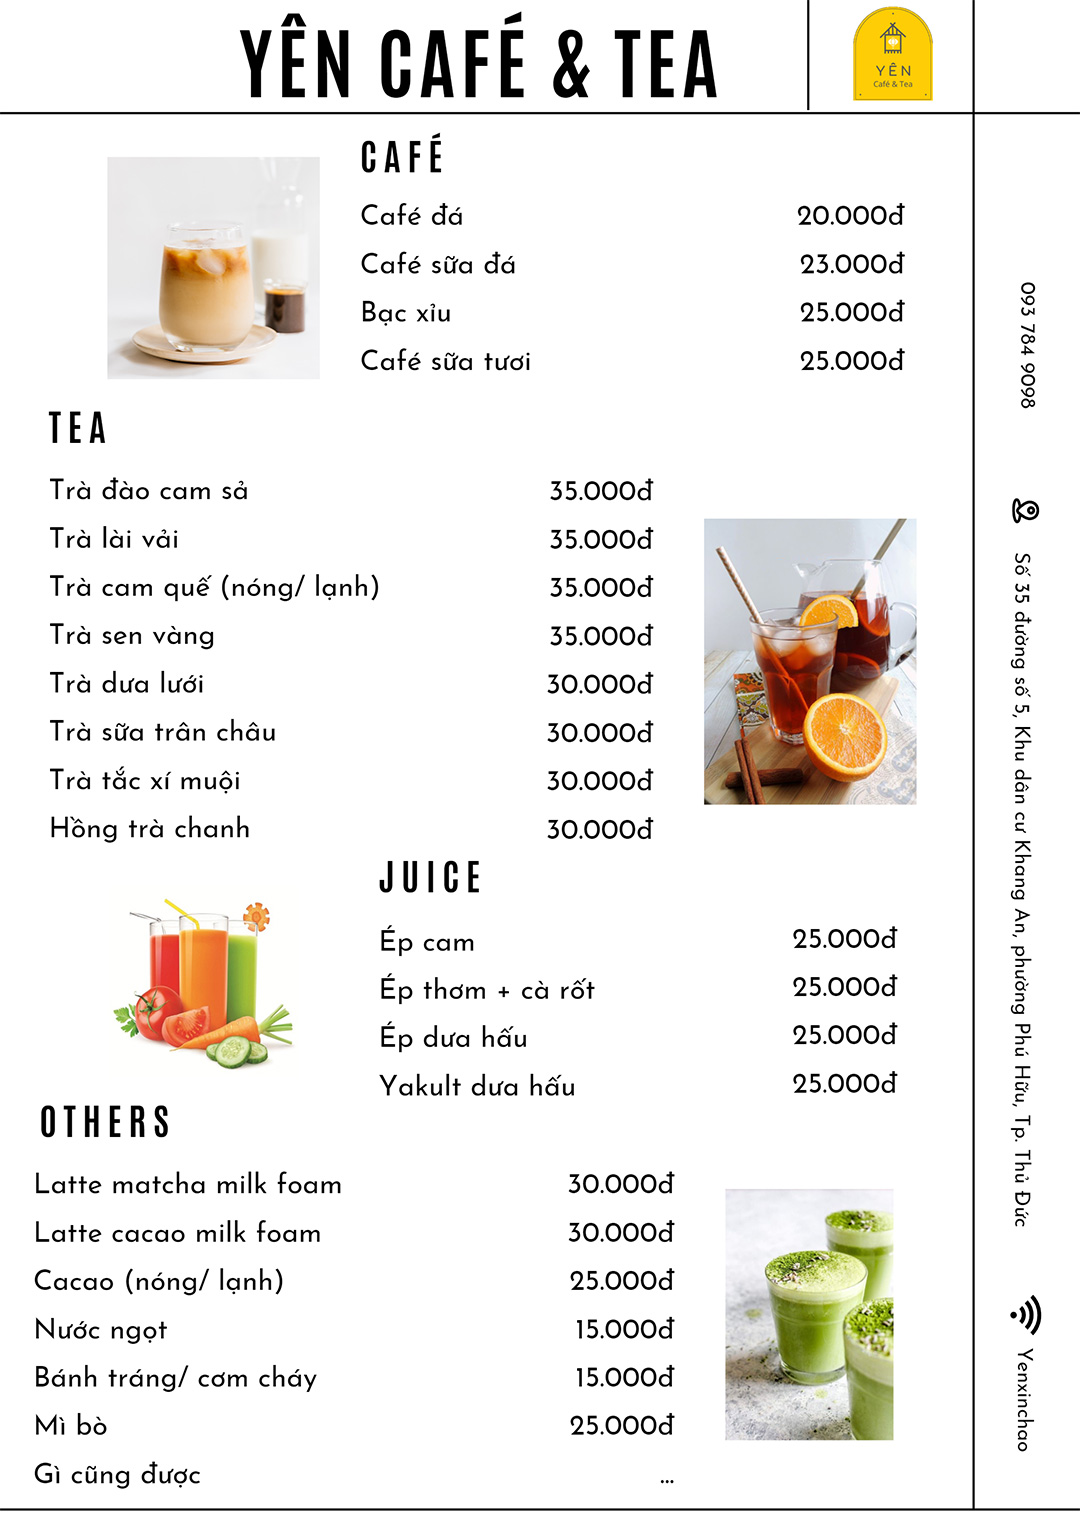 YÊN CAFÉ & TEA
YÊN
Café & Tea
CAFÉ
Café đá 20.000đ
Café sữa đá 23.000đ
Bạc xỉu 25.000đ
Café sữa tươi 25.000đ
TEA
Trà đào cam sả 35.000đ
Trà lài vải 35.000đ
Trà cam quế (nóng/ lạnh) 35.000đ
Trà sen vàng 35.000đ
Trà dưa lưới 30.000đ
Trà sữa trân châu 30.000đ
Trà tắc xí muội 30.000đ
Hồng trà chanh 30.000đ
JUICE
Ép cam 25.000đ
Ép thơm + cà rốt 25.000đ
Ép dưa hấu 25.000đ
Yakult dưa hấu 25.000đ
OTHERS
Latte matcha milk foam 30.000đ
Latte cacao milk foam 30.000đ
Cacao (nóng/ lạnh) 25.000đ
Nước ngọt 15.000đ
Bánh tráng/ cơm cháy 15.000đ
Mì bò 25.000đ
Gì cũng được ...
093 784 9098
Số 35 đường số 5, Khu dân cư Khang An, phường Phú Hữu, Tp. Thủ Đức
Yenxinchao